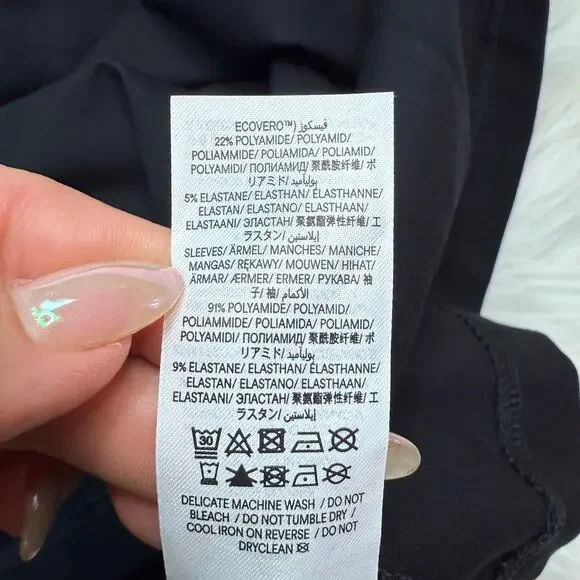 ECOVERO™) فيسكوز
22% POLYAMIDE/ POLYAMID/
POLIAMMIDE/ POLIAMIDA/ POLIAMID/
POLYAMIDI/ ПОЛИАМИД/ 聚酰胺纤维/ ポ
リアミド/ بولياميد/
5% ELASTANE/ ELASTHAN/ ÉLASTHANNE/
ELASTAN/ ELASTANO/ ELASTHAAN/
ELASTAANI/ ЭЛАСТАН/ 聚氨酯弹性纤维/ エ
ラスタン/ إيلاستين/
SLEEVES/ ÄRMEL/ MANCHES/ MANICHE/
MANGAS/ RĘKAWY/ MOUWEN/ HIHAT/
ÄRMAR/ ÆRMER/ ERMER/ РУКАВА/ 袖
子/ 袖/ الأكمام/
91% POLYAMIDE/ POLYAMID/
POLIAMMIDE/ POLIAMIDA/ POLIAMID/
POLYAMIDI/ ПОЛИАМИД/ 聚酰胺纤维/ ポ
リアミド/ بولياميد/
9% ELASTANE/ ELASTHAN/ ÉLASTHANNE/
ELASTAN/ ELASTANO/ ELASTHAAN/
ELASTAANI/ ЭЛАСТАН/ 聚氨酯弹性纤维/ エ
ラスタン/ إيلاستين/
30
DELICATE MACHINE WASH / DO NOT
BLEACH / DO NOT TUMBLE DRY /
COOL IRON ON REVERSE / DO NOT
DRYCLEAN